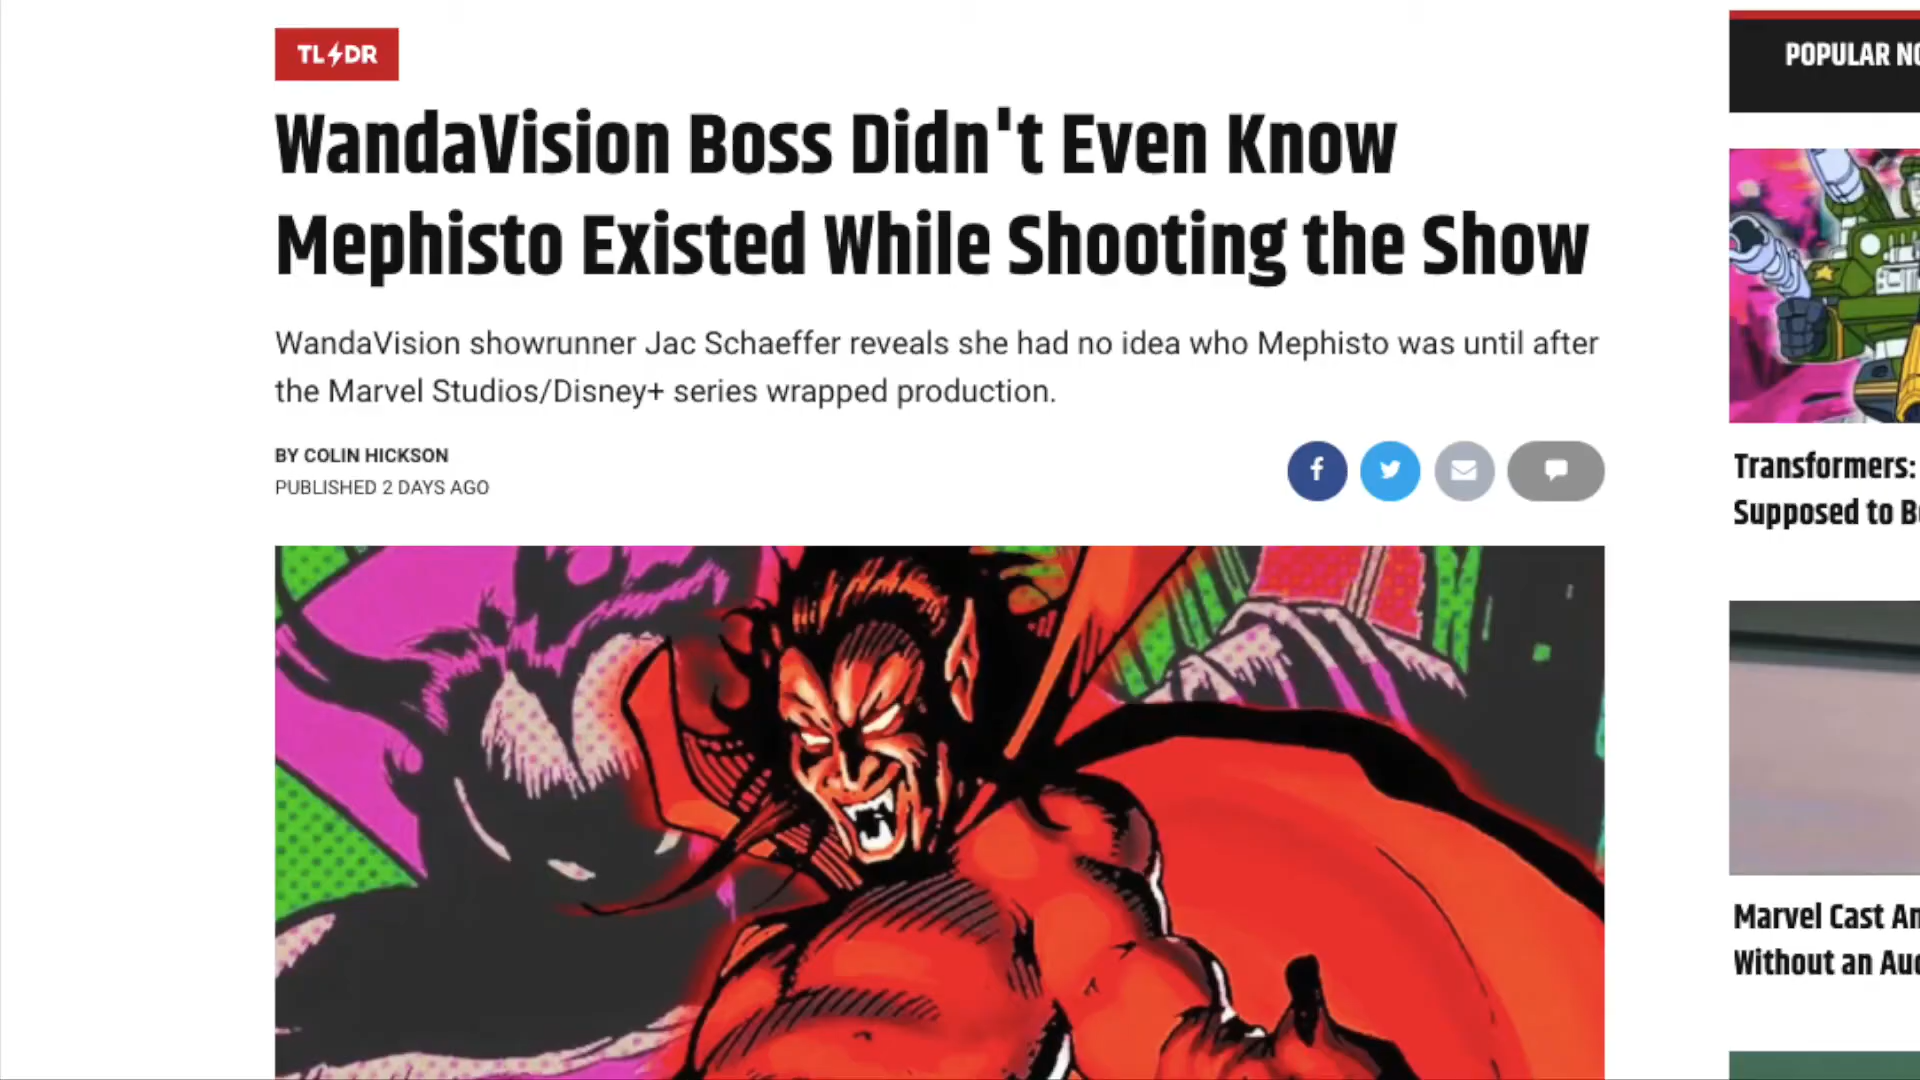 TL DR
WandaVision Boss Didn't Even Know
Mephisto Existed While Shooting the Show
WandaVision showrunner Jac Schaeffer reveals she had no idea who Mephisto was until after
the Marvel Studios/Disney+ series wrapped production.
BY COLIN HICKSON
PUBLISHED 2 DAYS AGO
POPULAR
Transformers:
Supposed to
Marvel Cast
Without an